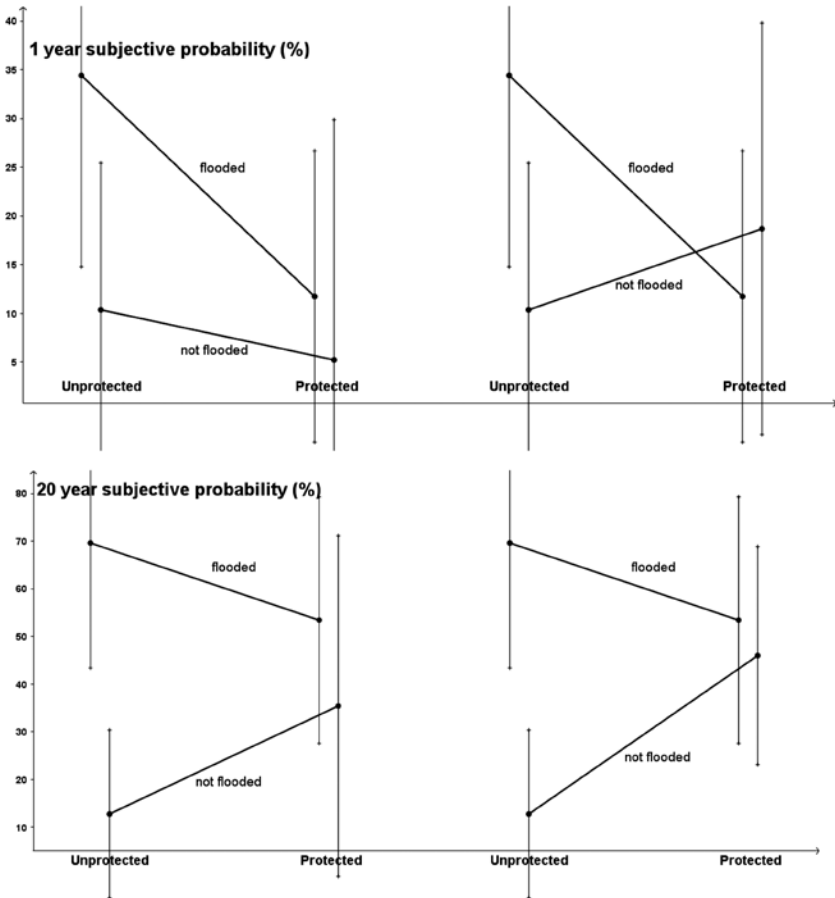 40
1 year subjective probability (%)
35
30
25
flooded
flooded
20
15
not flooded
10
not flooded
5
Unprotected
Protected
Unprotected
Protected
20 year subjective probability (%)
80
70
flooded
flooded
60
50
40
30
not flooded
20
not flooded
10
Unprotected
Protected
Unprotected
Protected